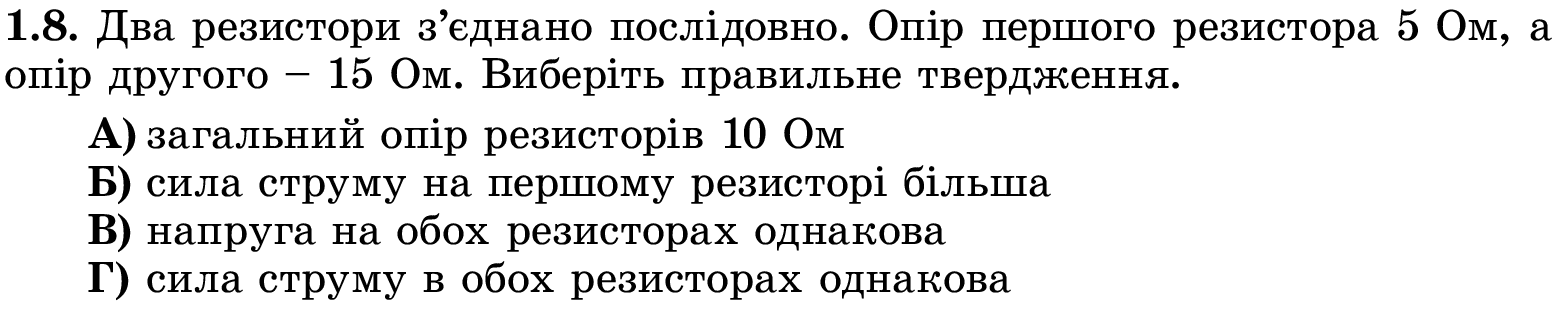 1.8. Два резистори з’єднано послідовно. Опір першого резистора 5 Ом, а
опір другого – 15 Ом. Виберіть правильне твердження.
А) загальний опір резисторів 10 Ом
Б) сила струму на першому резисторі більша
В) напруга на обох резисторах однакова
Г) сила струму в обох резисторах однакова